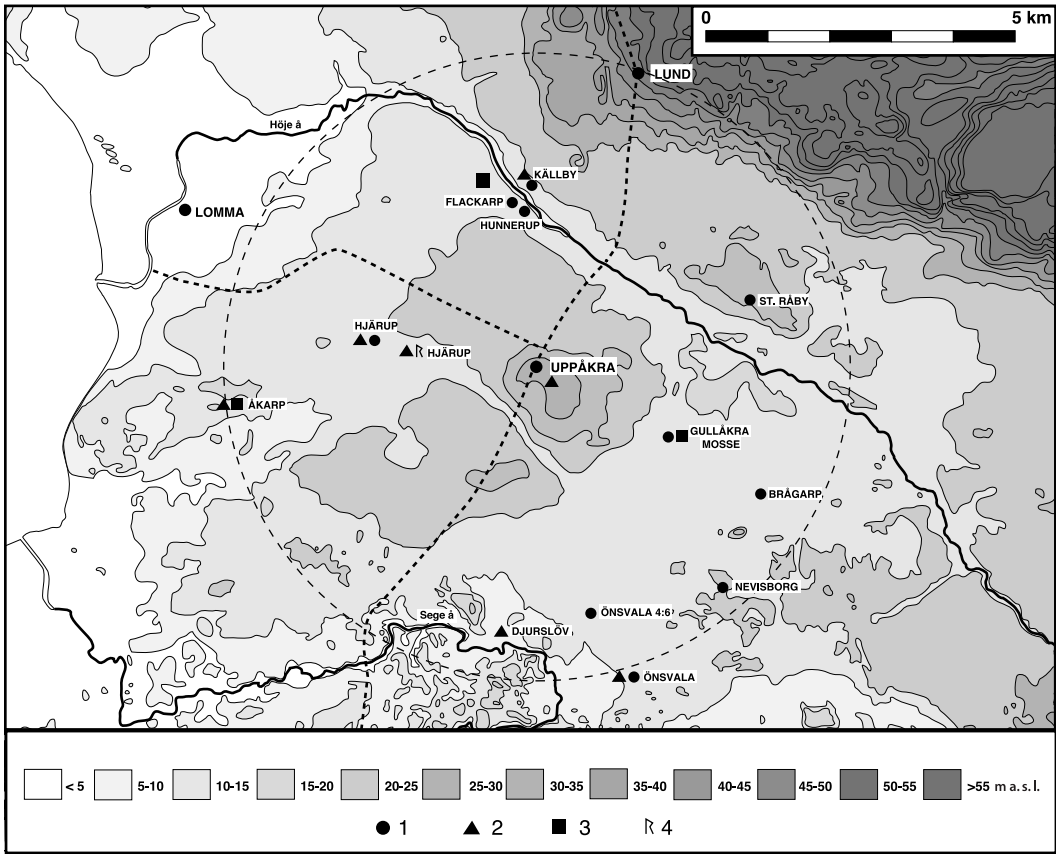 0 5 km
LUND
Höje å
KÄLLBY
FLACKARP
LOMMA
HUNNERUP
ST. RÅBY
HJÄRUP
ᚱ HJÄRUP
UPPÅKRA
ÅKARP
GULLÅKRA
MOSSE
BRÅGARP
NEVISBORG
ÖNSVALA 4:6
Sege å
DJURSLÖV
ÖNSVALA
< 5 5-10 10-15 15-20 20-25 25-30 30-35 35-40 40-45 45-50 50-55 >55 m a. s. l.
1 2 3 ᚱ 4